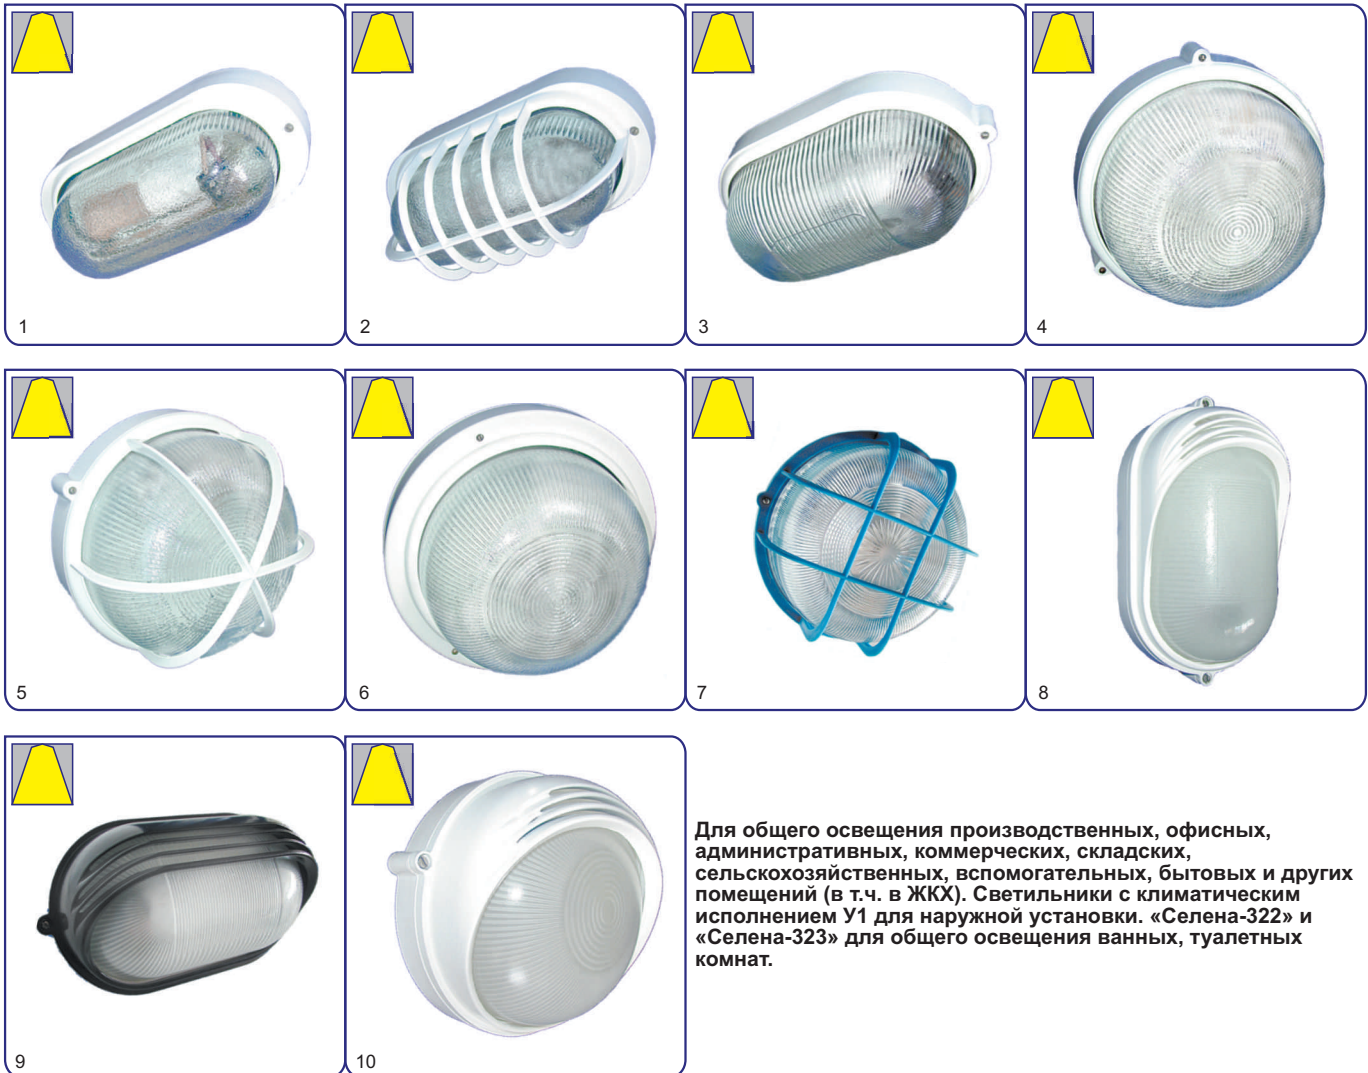 1
2
3
4
5
6
7
8
9
10
Для общего освещения производственных, офисных,
административных, коммерческих, складских,
сельскохозяйственных, вспомогательных, бытовых и других
помещений (в т.ч. в ЖКХ). Светильники с климатическим
исполнением У1 для наружной установки. «Селена-322» и
«Селена-323» для общего освещения ванных, туалетных
комнат.